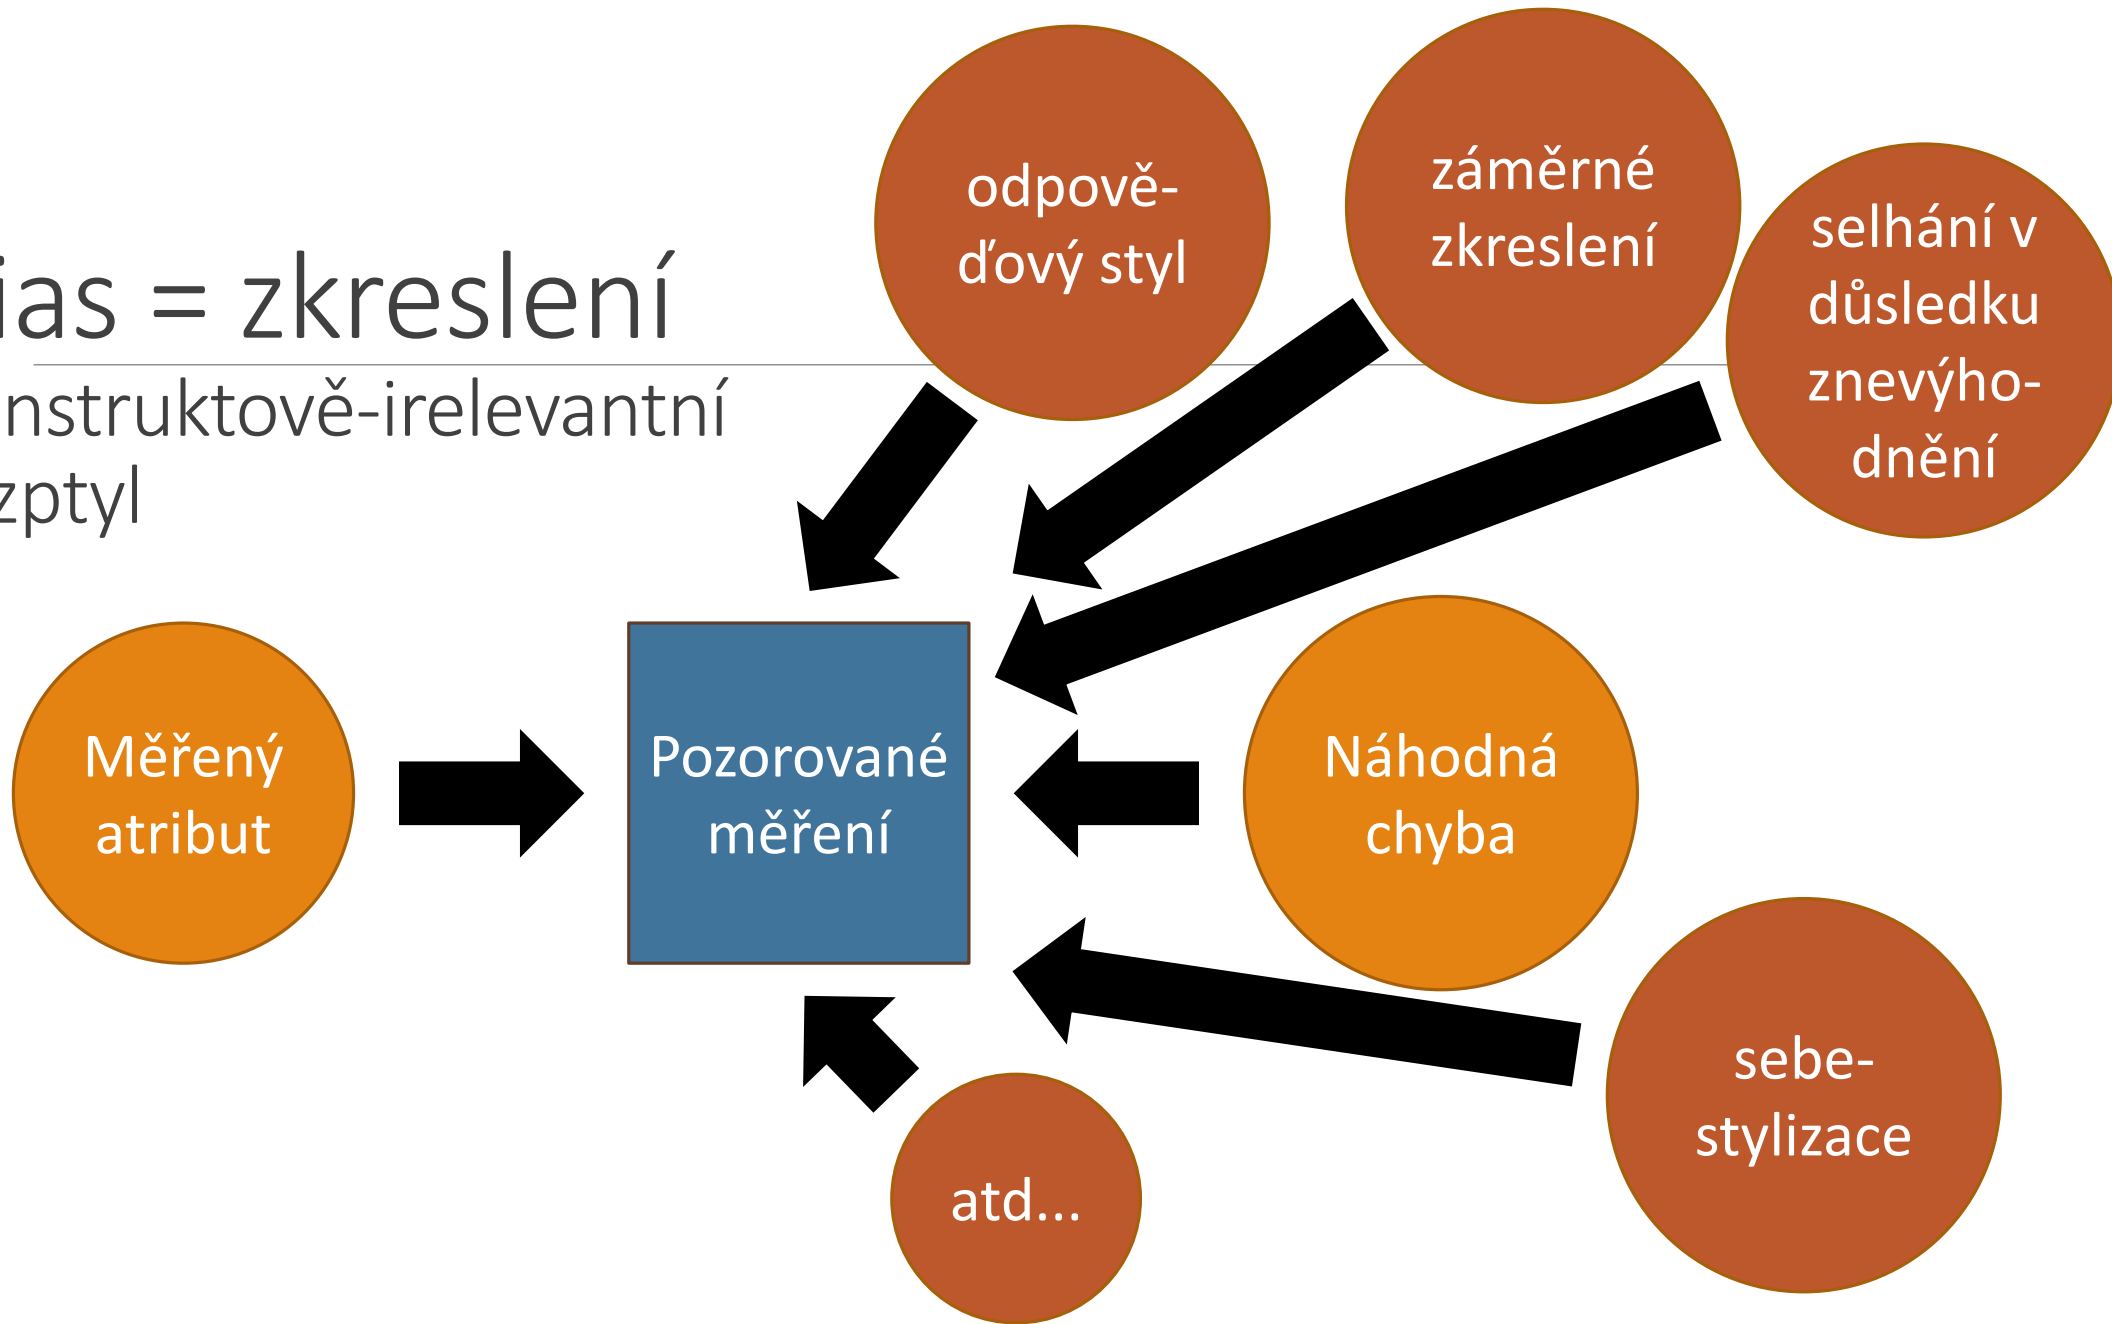 ias = zkreslení
nstruktově-irelevantní
zptyl
odpově-
ďový styl
záměrné
zkreslení
selhání v
důsledku
znevýho-
dnění
Měřený
atribut
Pozorované
měření
Náhodná
chyba
sebe-
stylizace
atd...